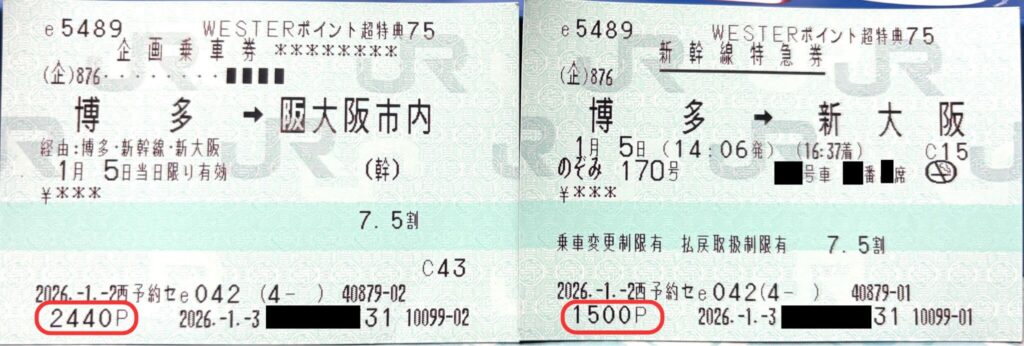 e5489 WESTERポイント超特典75
企画乗車券 ********
(企)876........■■■■
博多 → 阪大阪市内
経由:博多・新幹線・新大阪
1月 5日当日限り有効 (幹)
¥***
7.5割
C43
2026.-1.-2西予約セe042 (4- ) 40879-02
2440P 2026.-1.-3 31 10099-02
e5489 WESTERポイント超特典75
新幹線特急券
(企)876
博多 → 新大阪
1月 5日 (14:06発) (16:37着) C15
のぞみ 170号 号車 番 席
¥***
乗車変更制限有 払戻取扱制限有 7.5割
2026.-1.-2西予約セe042(4- ) 40879-01
1500P 2026.-1.-3 31 10099-01
JR
JR
JR
JR
JR
JR